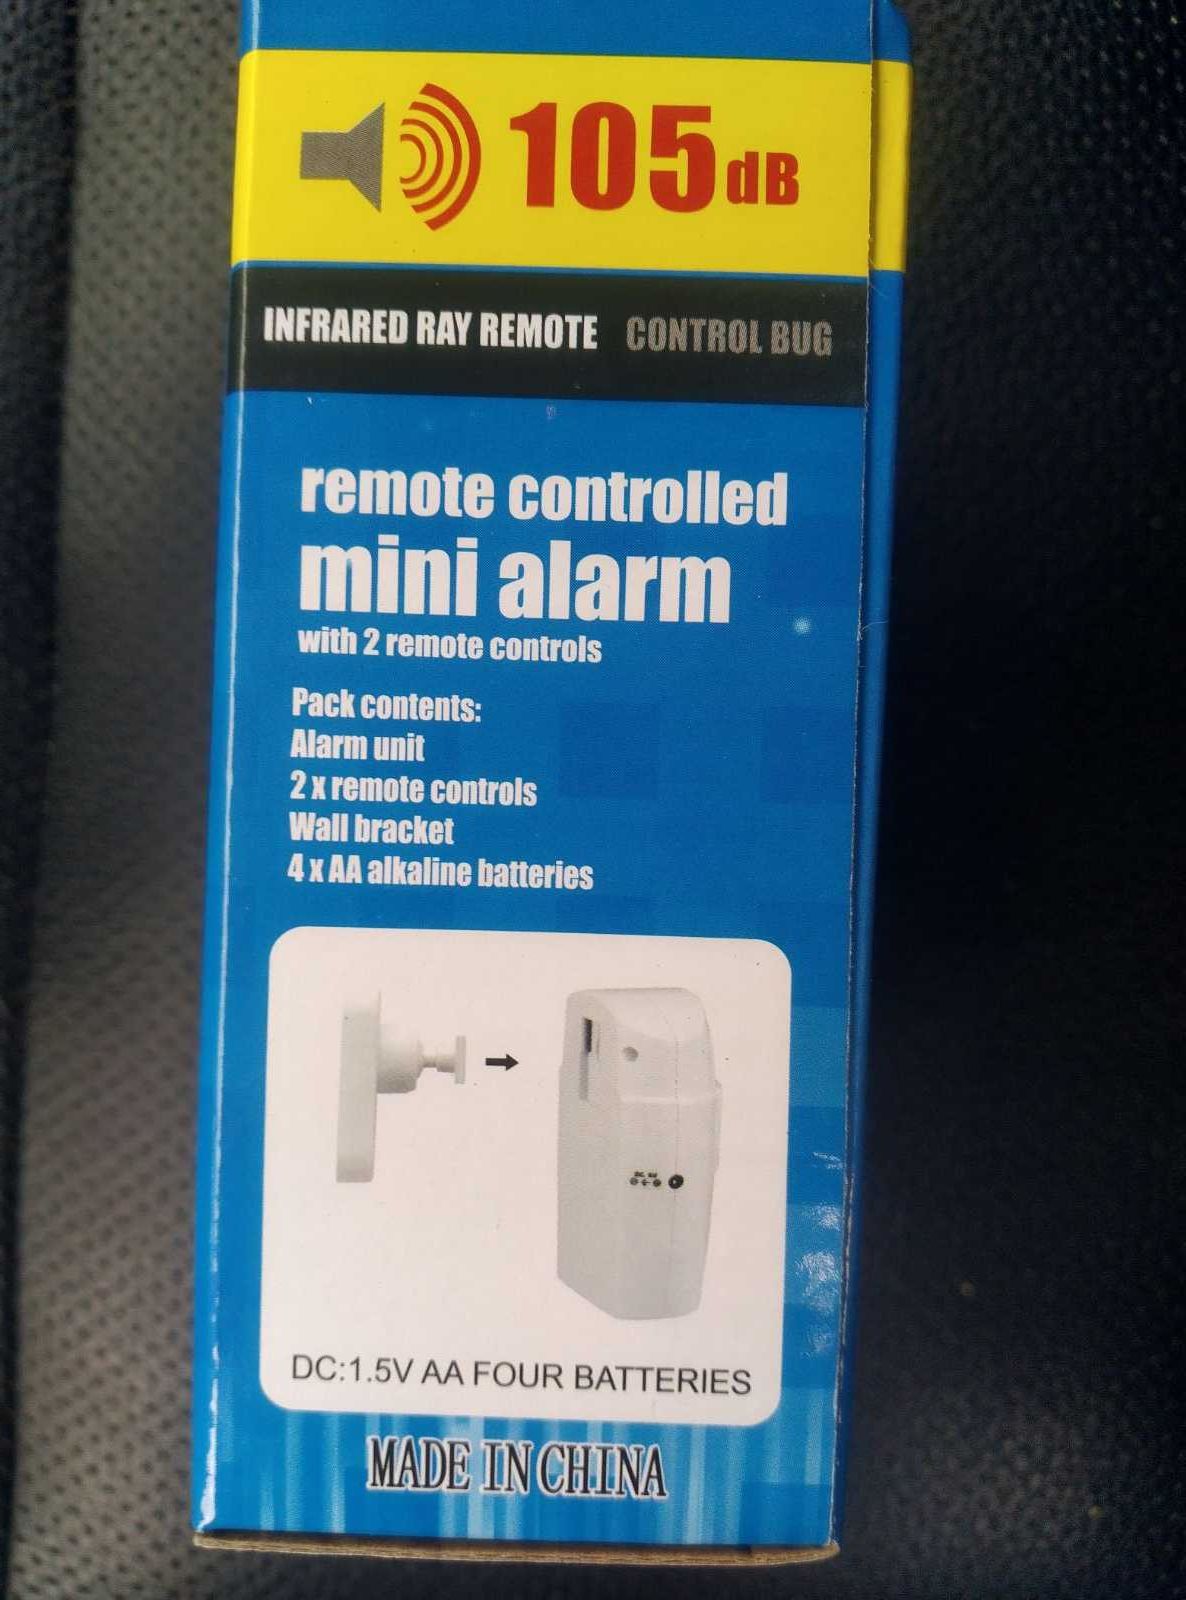 105dB
INFRARED RAY REMOTE CONTROL BUG
remote controlled
mini alarm
with 2 remote controls
Pack contents:
Alarm unit
2 x remote controls
Wall bracket
4 x AA alkaline batteries
DC:1.5V AA FOUR BATTERIES
MADE IN CHINA